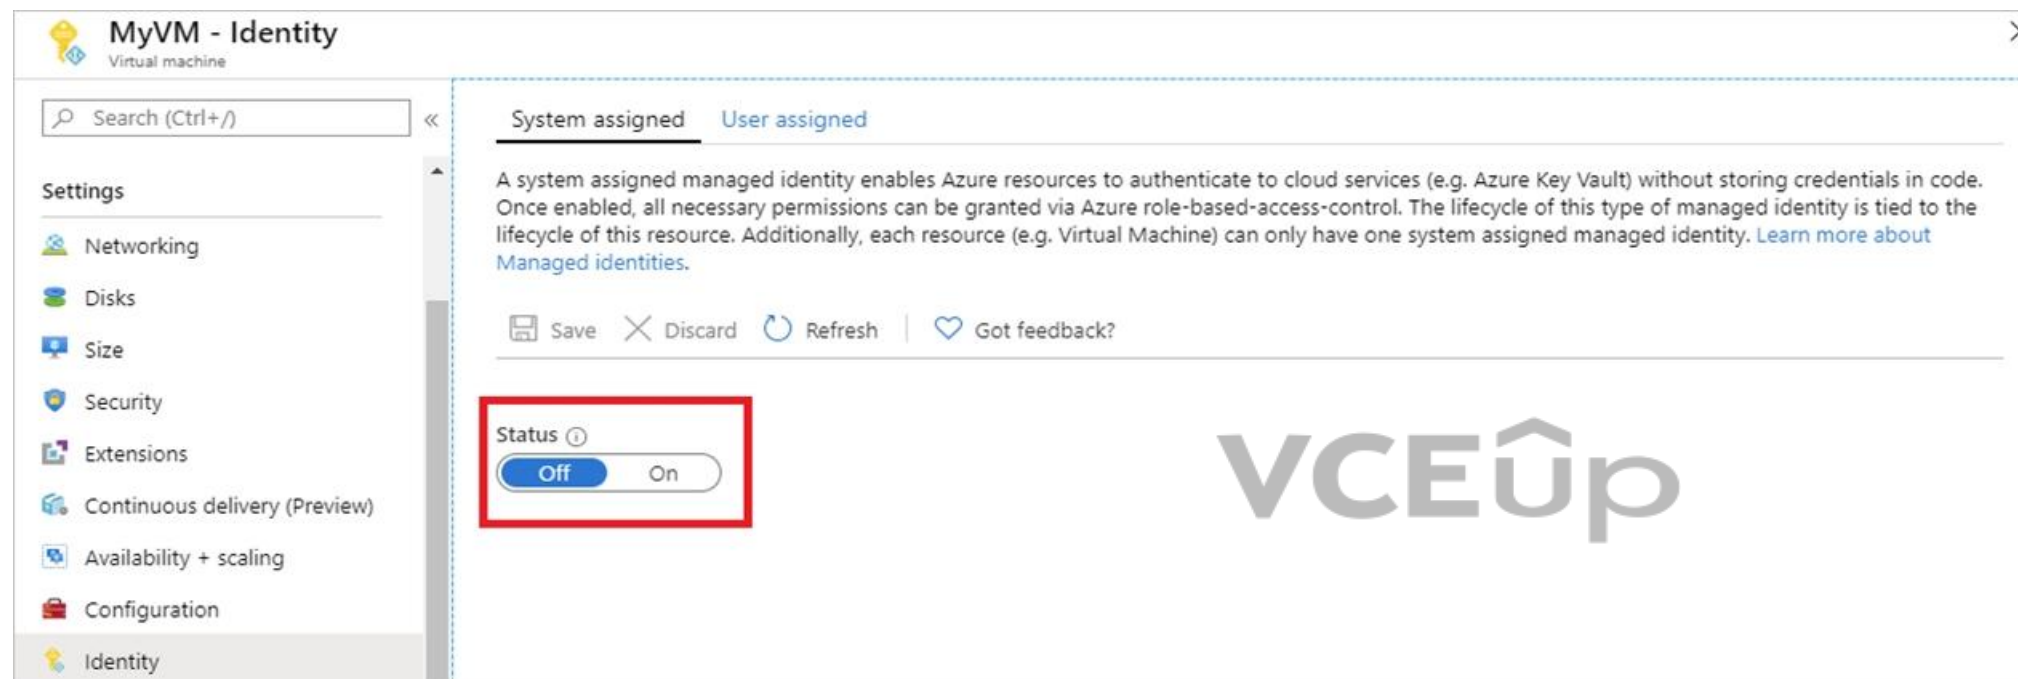 MyVM - Identity
Virtual machine
Search (Ctrl+/)
«
Settings
Networking
Disks
Size
Security
Extensions
Continuous delivery (Preview)
Availability + scaling
Configuration
Identity
System assigned User assigned
A system assigned managed identity enables Azure resources to authenticate to cloud services (e.g. Azure Key Vault) without storing credentials in code.
Once enabled, all necessary permissions can be granted via Azure role-based-access-control. The lifecycle of this type of managed identity is tied to the
lifecycle of this resource. Additionally, each resource (e.g. Virtual Machine) can only have one system assigned managed identity. Learn more about
Managed identities.
Save Discard Refresh Got feedback?
Status
Off On
VCEûp